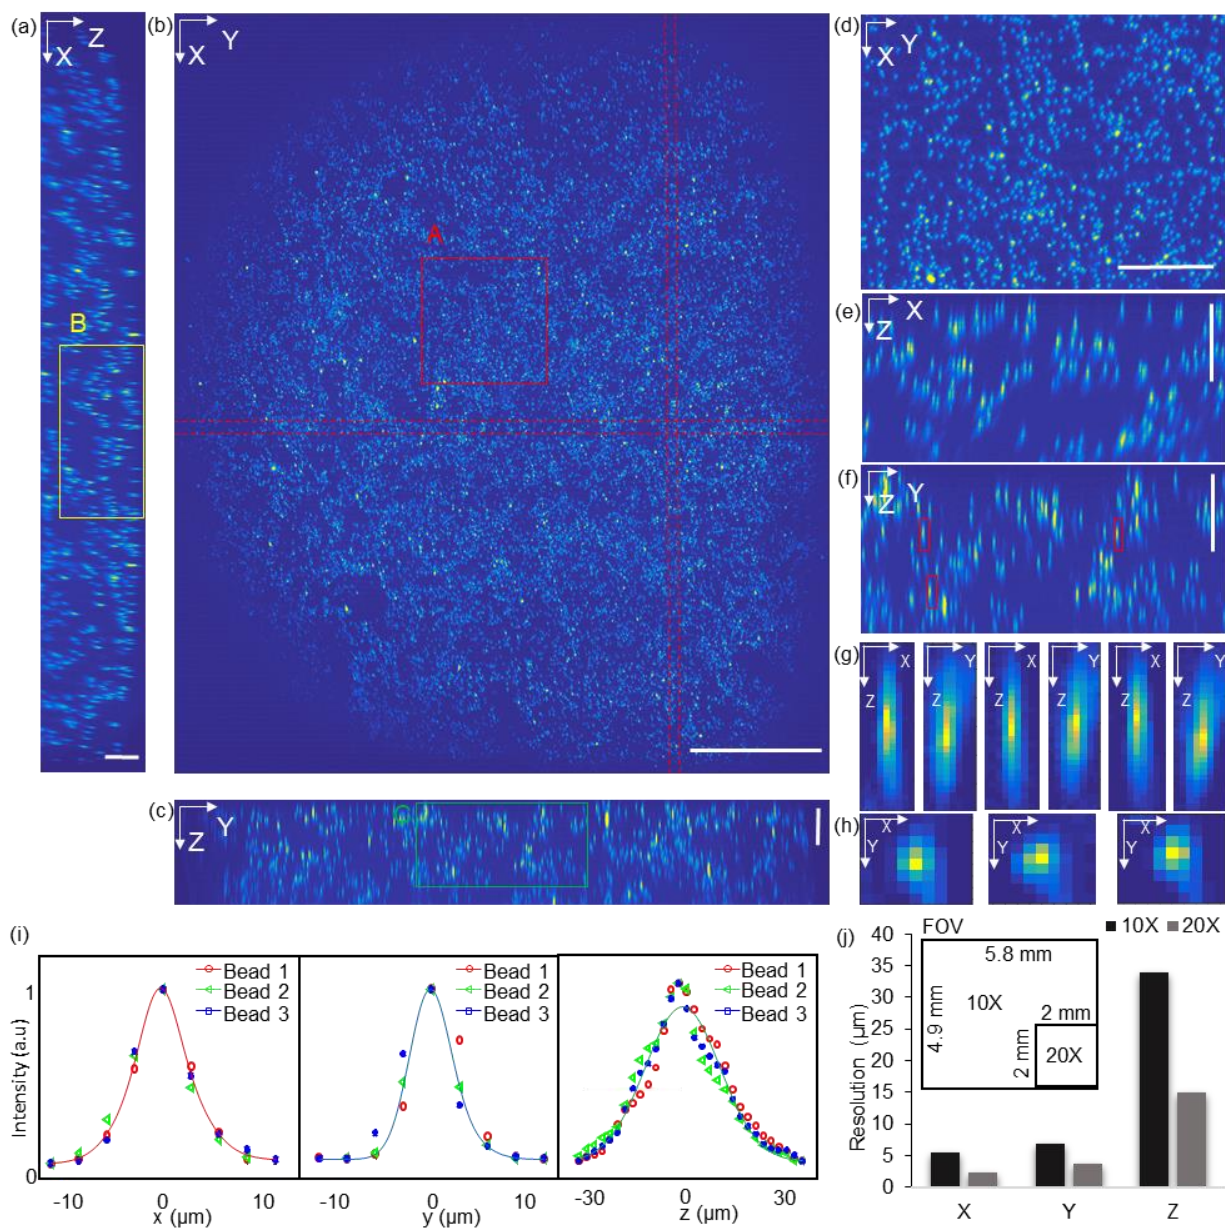 (a)
Z
X
(b)
Y
X
A
B
(c)
Y
Z
C
(d)
Y
X
(e)
X
Z
(f)
Y
Z
(g)
X
Z
Y
Z
X
Z
Y
Z
X
Z
Y
Z
(h)
X
Y
X
Y
X
Y
(i)
Intensity (a.u)
1
0
Bead 1
Bead 2
Bead 3
-10
0
10
x (μm)
Bead 1
Bead 2
Bead 3
-10
0
10
y (μm)
Bead 1
Bead 2
Bead 3
-30
0
30
z (μm)
(j)
FOV
10X
20X
5.8 mm
4.9 mm
10X
2 mm
2 mm
20X
Resolution (μm)
40
35
30
25
20
15
10
5
0
X
Y
Z